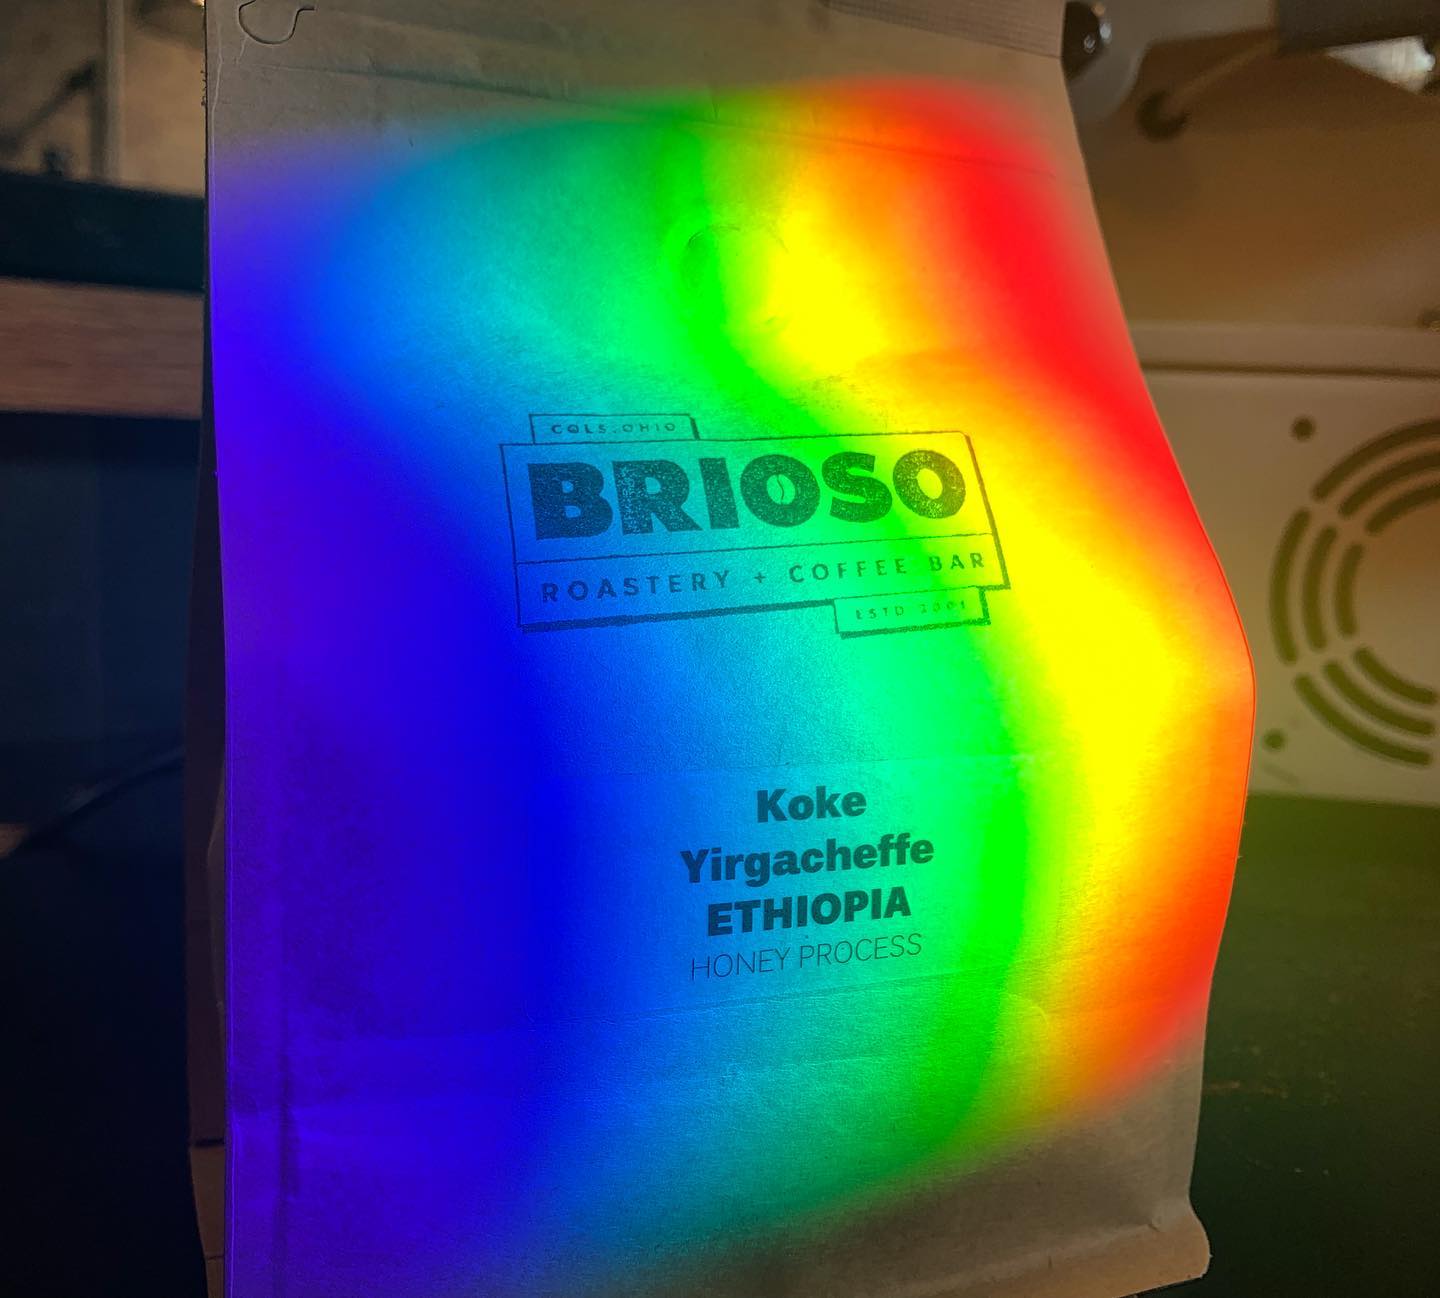 COLS. OHIO
BRIOSO
ROASTERY + COFFEE BAR
ESTD 2001
Koke
Yirgacheffe
ETHIOPIA
HONEY PROCESS